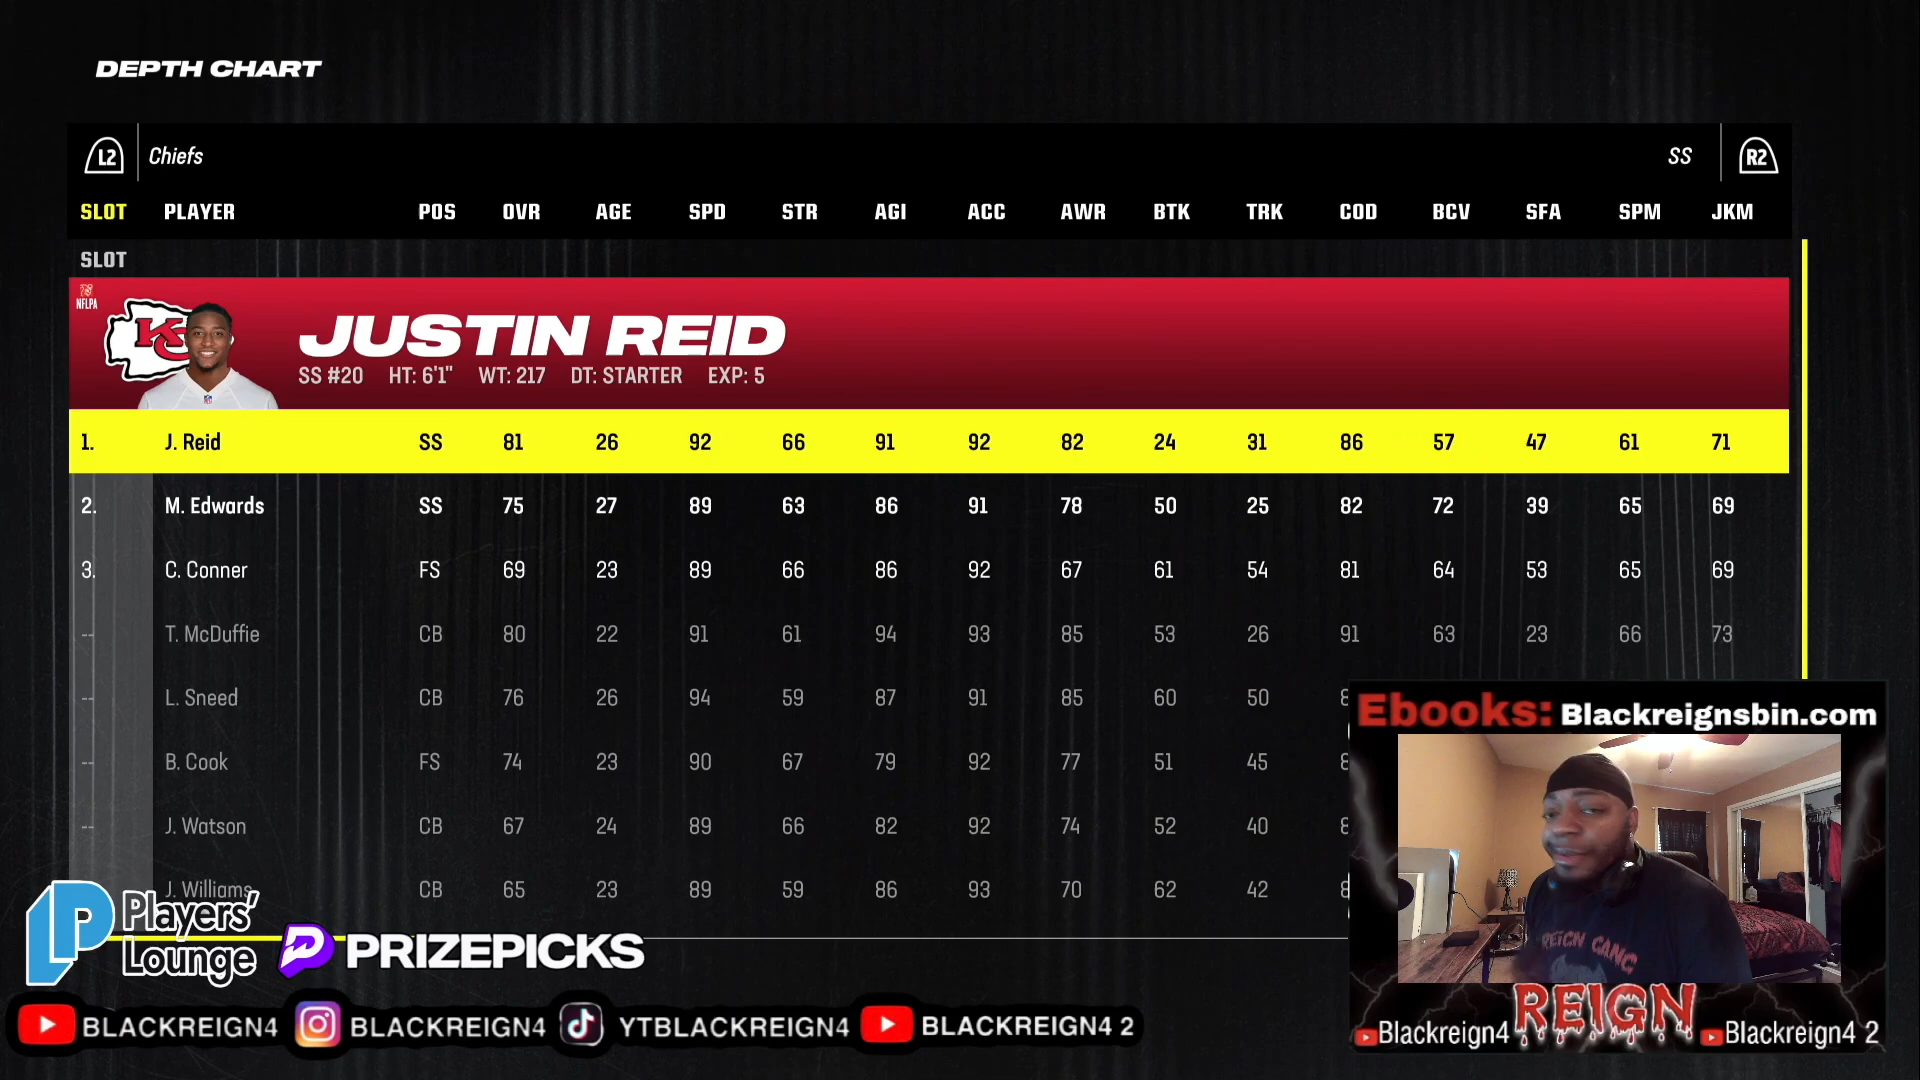 DEPTH CHART
L2 Chiefs SS R2
SLOT PLAYER POS OVR AGE SPD STR AGI ACC AWR BTK TRK COD BCV SFA SPM JKM
SLOT
NFLPA
JUSTIN REID
SS #20 HT: 6'1" WT: 217 DT: STARTER EXP: 5
1. J. Reid SS 81 26 92 66 91 92 82 24 31 86 57 47 61 71
2. M. Edwards SS 75 27 89 63 86 91 78 50 25 82 72 39 65 69
3. C. Conner FS 69 23 89 66 86 92 67 61 54 81 64 53 65 69
-- T. McDuffie CB 80 22 91 61 94 93 85 53 26 91 63 23 66 73
-- L. Sneed CB 76 26 94 59 87 91 85 60 50
-- B. Cook FS 74 23 90 67 79 92 77 51 45
-- J. Watson CB 67 24 89 66 82 92 74 52 40
J. Williams CB 65 23 89 59 86 93 70 62 42
Ebooks: Blackreignsbin.com
REIGN GANG
REIGN
Blackreign4
Blackreign4 2
Players'
Lounge
PRIZEPICKS
BLACKREIGN4 BLACKREIGN4 YTBLACKREIGN4 BLACKREIGN4 2